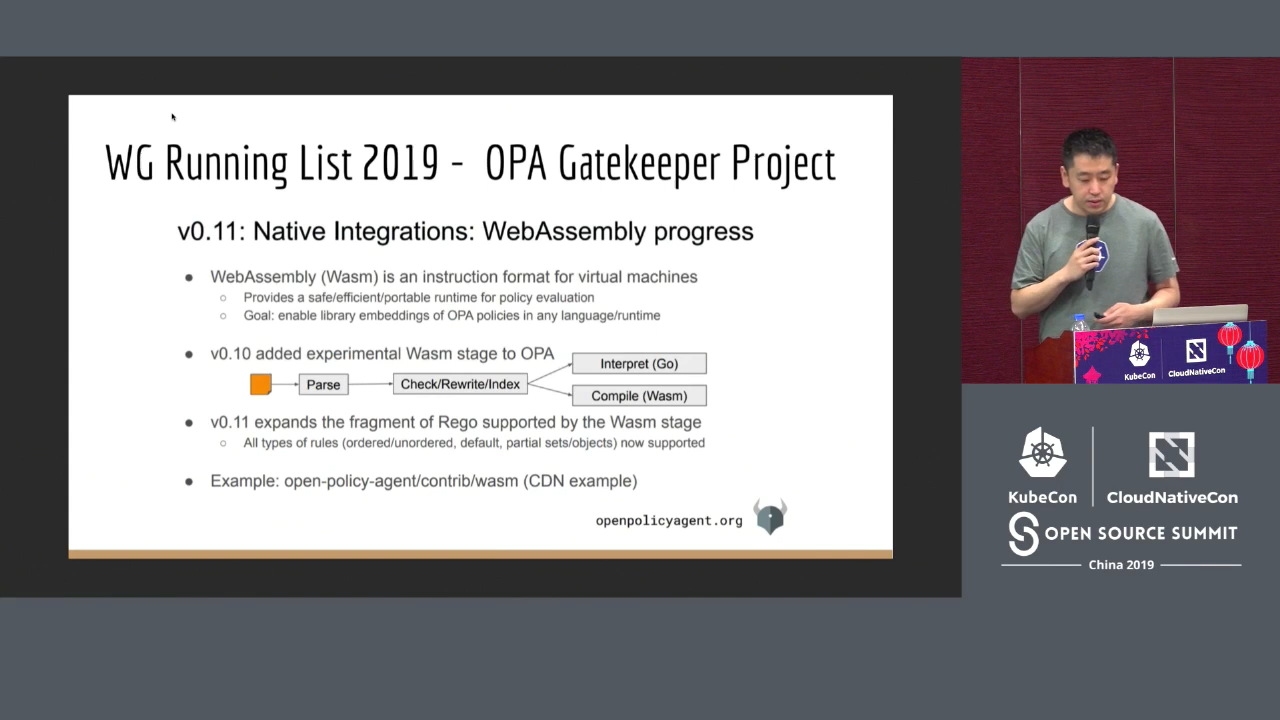 WG Running List 2019 - OPA Gatekeeper Project
v0.11: Native Integrations: WebAssembly progress
WebAssembly (Wasm) is an instruction format for virtual machines
Provides a safe/efficient/portable runtime for policy evaluation
Goal: enable library embeddings of OPA policies in any language/runtime
v0.10 added experimental Wasm stage to OPA
Parse
Check/Rewrite/Index
Interpret (Go)
Compile (Wasm)
v0.11 expands the fragment of Rego supported by the Wasm stage
All types of rules (ordered/unordered, default, partial sets/objects) now supported
Example: open-policy-agent/contrib/wasm (CDN example)
openpolicyagent.org
KubeCon
CloudNativeCon
KubeCon
CloudNativeCon
OPEN SOURCE SUMMIT
China 2019